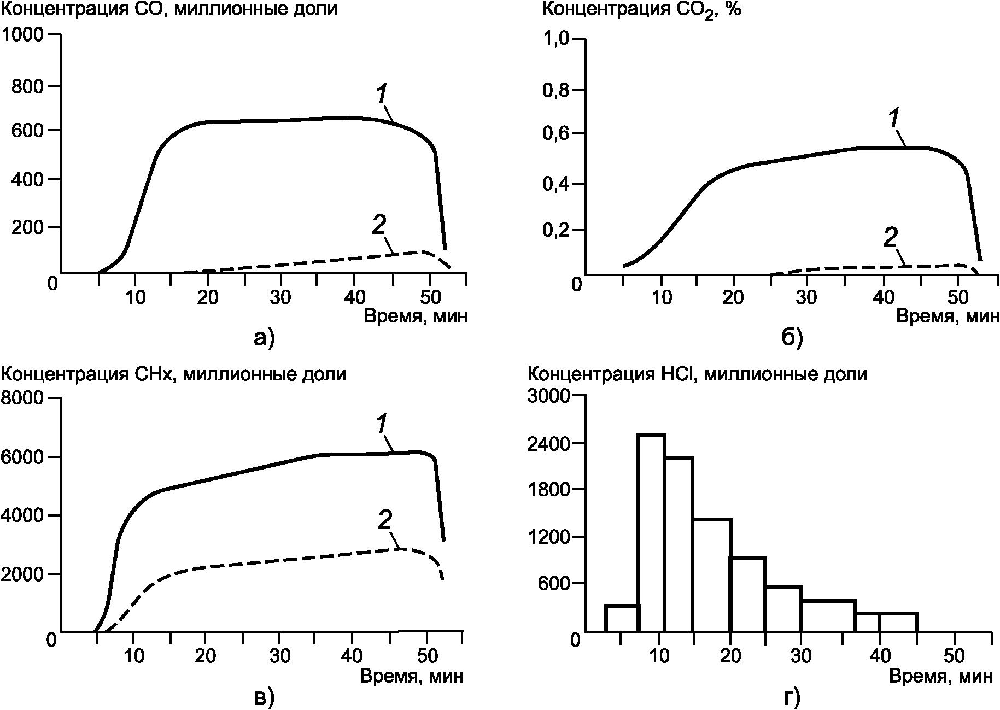 Концентрация CO, миллионные доли
1000
800
600
400
200
0
1
2
10 20 30 40 50
Время, мин
а)
Концентрация CO2, %
1,0
0,8
0,6
0,4
0,2
0
1
2
10 20 30 40 50
Время, мин
б)
Концентрация CHx, миллионные доли
8000
6000
4000
2000
0
1
2
10 20 30 40 50
Время, мин
в)
Концентрация HCl, миллионные доли
3000
2400
1800
1200
600
0
10 20 30 40 50
Время, мин
г)